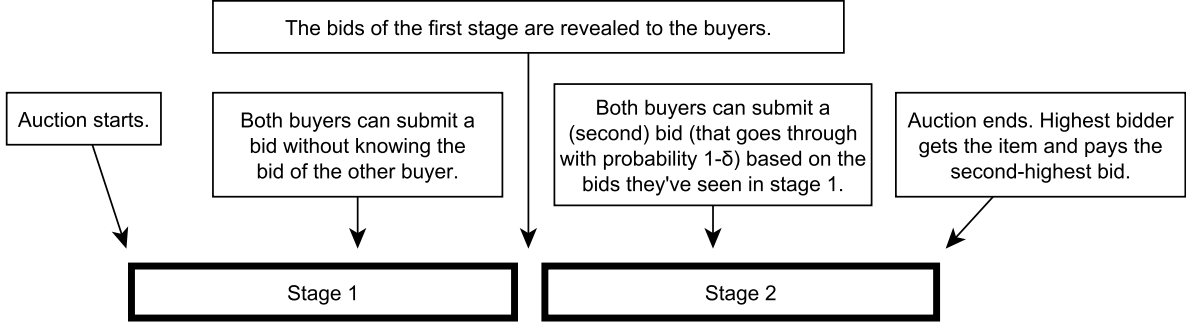 The bids of the first stage are revealed to the buyers.
Auction starts.
Both buyers can submit a
bid without knowing the
bid of the other buyer.
Both buyers can submit a
(second) bid (that goes through
with probability 1-δ) based on the
bids they've seen in stage 1.
Auction ends. Highest bidder
gets the item and pays the
second-highest bid.
Stage 1
Stage 2